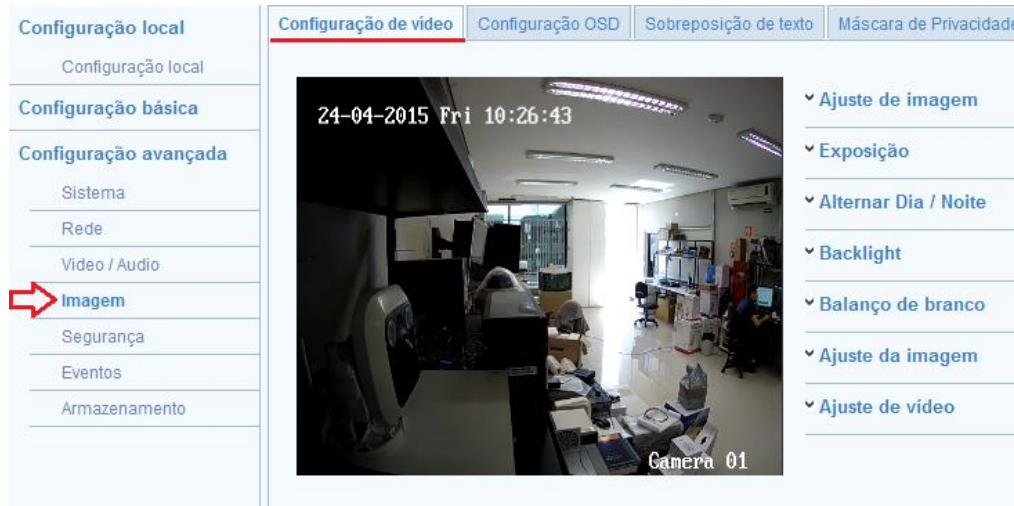 Configuração local
Configuração local
Configuração básica
Configuração avançada
Sistema
Rede
Video / Audio
Imagem
Segurança
Eventos
Armazenamento
Configuração de vídeo
Configuração OSD
Sobreposição de texto
Máscara de Privacidade
24-04-2015 Fri 10:26:43
Camera 01
Ajuste de imagem
Exposição
Alternar Dia / Noite
Backlight
Balanço de branco
Ajuste da imagem
Ajuste de vídeo